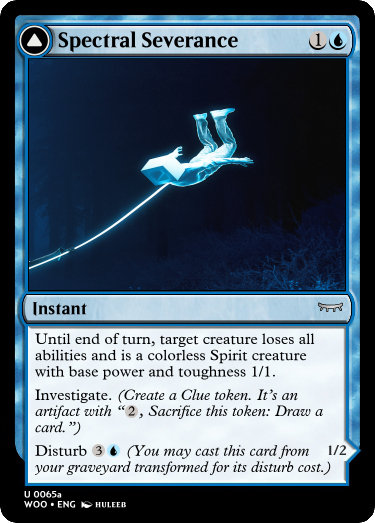 Spectral Severance 1
Instant
Until end of turn, target creature loses all
abilities and is a colorless Spirit creature
with base power and toughness 1/1.
Investigate. (Create a Clue token. It's an
artifact with “2, Sacrifice this token: Draw a
card.”)
Disturb 3 (You may cast this card from
your graveyard transformed for its disturb cost.)
1/2
U 0065a
WOO • ENG HULEEB